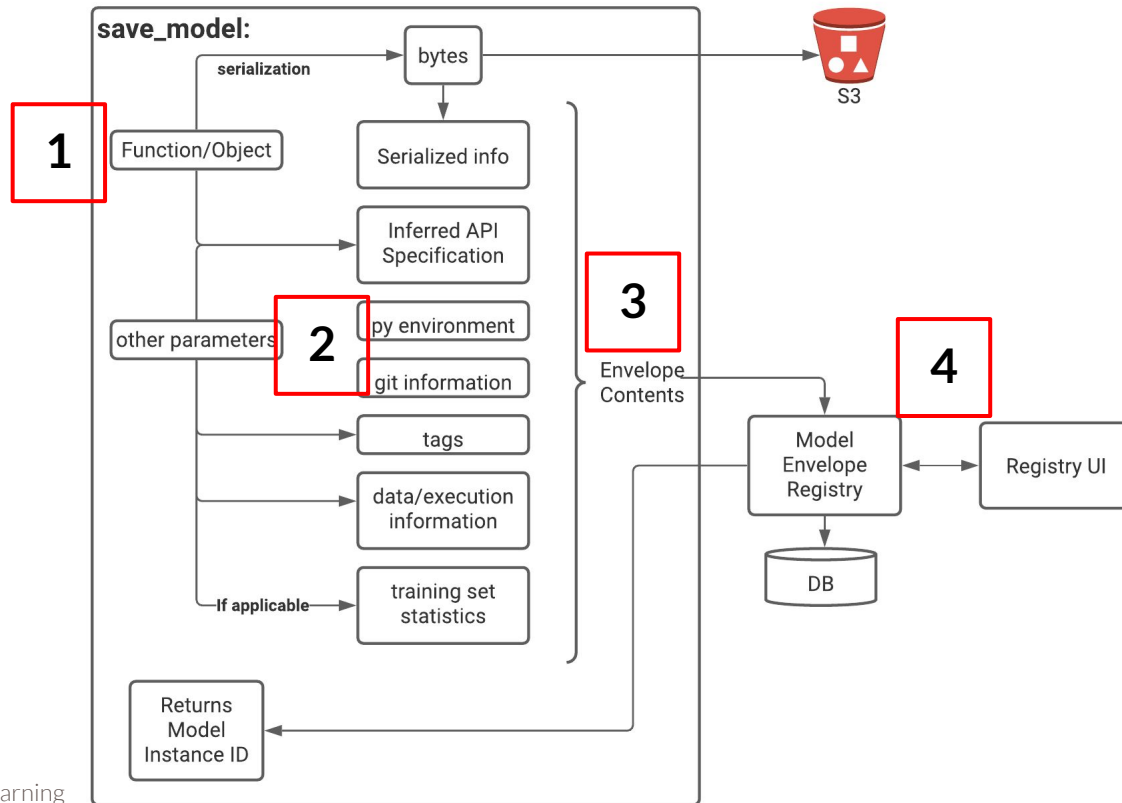 save_model:
bytes
serialization
S3
1
Function/Object
Serialized info
Inferred API
Specification
3
2
other parameters
py environment
git information
Envelope
Contents
4
tags
Model
Envelope
Registry
Registry UI
data/execution
information
DB
If applicable
training set
statistics
Returns
Model
Instance ID
arning